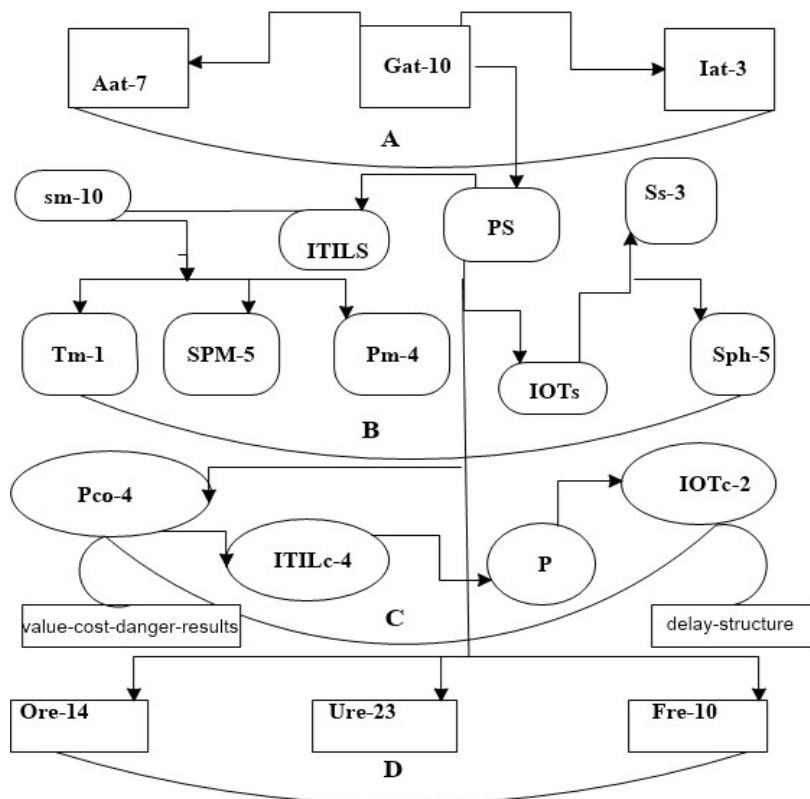 Aat-7
Gat-10
Iat-3
A
sm-10
ITILS
PS
Ss-3
Tm-1
SPM-5
Pm-4
IOTs
Sph-5
B
Pco-4
ITILc-4
P
IOTc-2
value-cost-danger-results
C
delay-structure
Ore-14
Ure-23
Fre-10
D